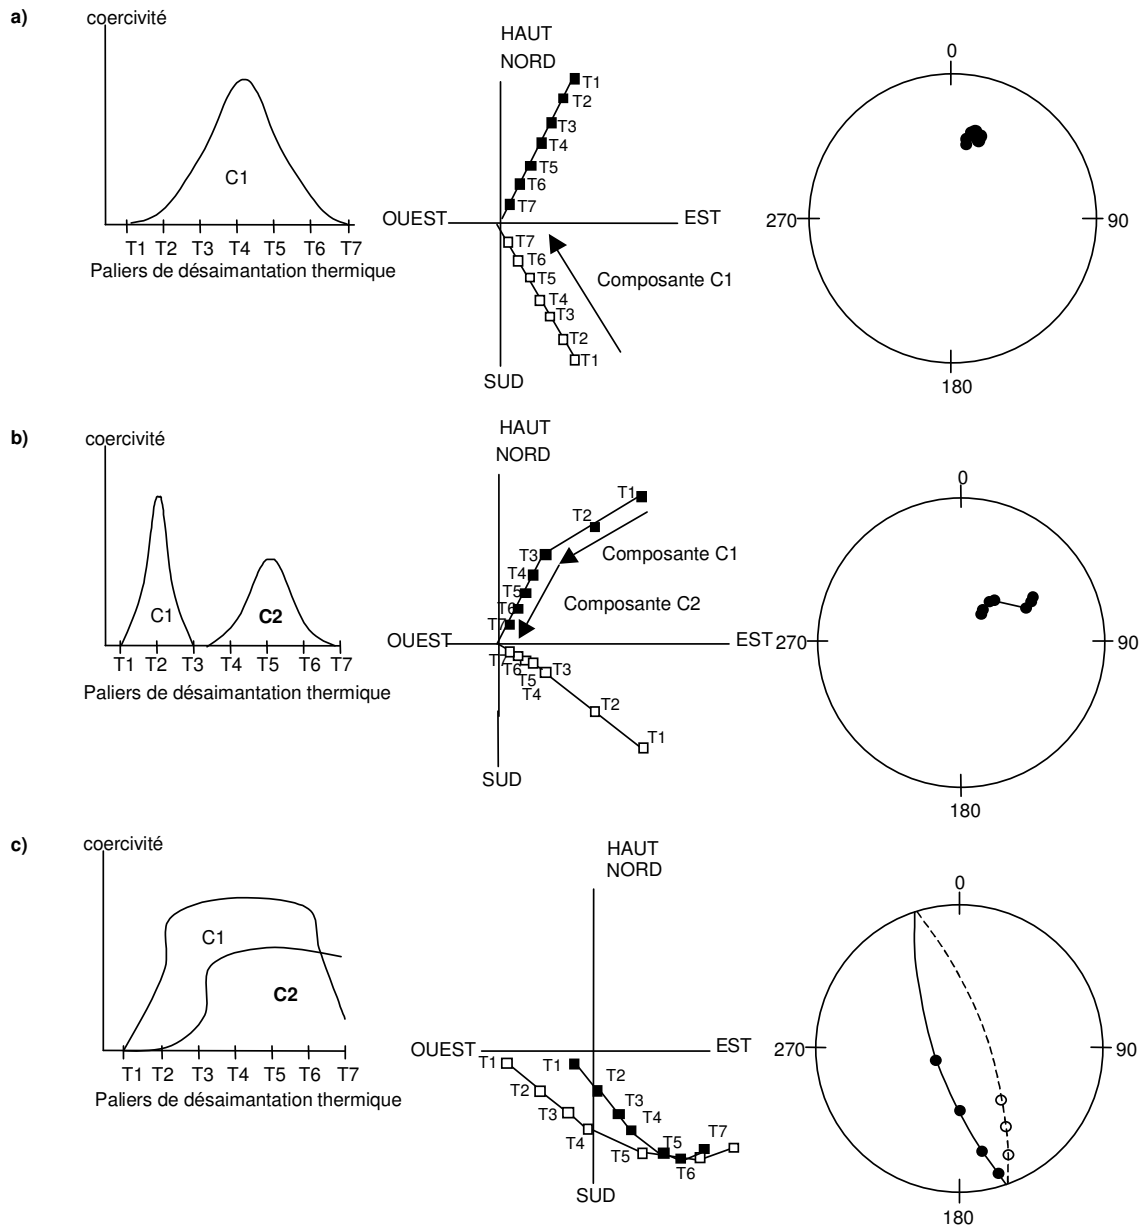 a)
coercivité
C1
T1 T2 T3 T4 T5 T6 T7
Paliers de désaimantation thermique
HAUT
NORD
T1
T2
T3
T4
T5
T6
T7
OUEST
EST
T7
T6
T5
T4
T3
T2
T1
Composante C1
SUD
0
270
90
180
b)
coercivité
C1
C2
T1 T2 T3 T4 T5 T6 T7
Paliers de désaimantation thermique
HAUT
NORD
T1
T2
T3
T4
T5
T6
T7
Composante C1
Composante C2
OUEST
EST
T7
T6
T5
T4
T3
T2
T1
SUD
0
270
90
180
c)
coercivité
C1
C2
T1 T2 T3 T4 T5 T6 T7
Paliers de désaimantation thermique
HAUT
NORD
OUEST
EST
T1
T2
T3
T4
T5
T1
T2
T3
T4
T5
T6
T7
SUD
0
270
90
180